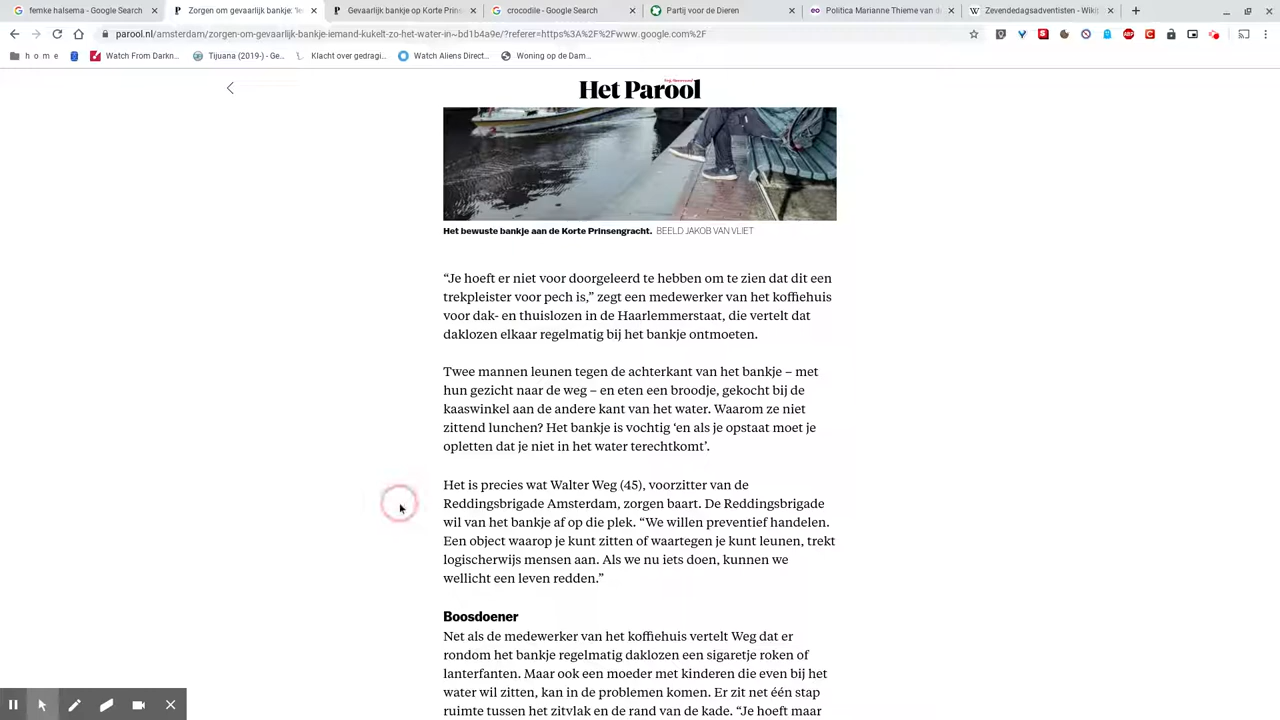 femke halsema - Google Search
Zorgen om gevaarlijk bankje: 'Ie
Gevaarlijk bankje op Korte Prins
crocodile - Google Search
Partij voor de Dieren
Politica Marianne Thieme van d
Zevendedagsadventisten - Wiki
parool.nl/amsterdam/zorgen-om-gevaarlijk-bankje-iemand-kukelt-zo-het-water-in~bd1b4a9e/?referer=https%3A%2F%2Fwww.google.com%2F
h o m e
Watch From Darkn...
Tijuana (2019-) - Ge...
Klacht over gedragi...
Watch Aliens Direct...
Woning op de Dam...
Het Parool
Het bewuste bankje aan de Korte Prinsengracht. BEELD JAKOB VAN VLIET
“Je hoeft er niet voor doorgeleerd te hebben om te zien dat dit een
trekpleister voor pech is,” zegt een medewerker van het koffiehuis
voor dak- en thuislozen in de Haarlemmerstaat, die vertelt dat
daklozen elkaar regelmatig bij het bankje ontmoeten.
Twee mannen leunen tegen de achterkant van het bankje – met
hun gezicht naar de weg – en eten een broodje, gekocht bij de
kaaswinkel aan de andere kant van het water. Waarom ze niet
zittend lunchen? Het bankje is vochtig ‘en als je opstaat moet je
opletten dat je niet in het water terechtkomt’.
Het is precies wat Walter Weg (45), voorzitter van de
Reddingsbrigade Amsterdam, zorgen baart. De Reddingsbrigade
wil van het bankje af op die plek. “We willen preventief handelen.
Een object waarop je kunt zitten of waartegen je kunt leunen, trekt
logischerwijs mensen aan. Als we nu iets doen, kunnen we
wellicht een leven redden.”
Boosdoener
Net als de medewerker van het koffiehuis vertelt Weg dat er
rondom het bankje regelmatig daklozen een sigaretje roken of
lanterfanten. Maar ook een moeder met kinderen die even bij het
water wil zitten, kan in de problemen komen. Er zit net één stap
ruimte tussen het zitvlak en de rand van de kade. “Je hoeft maar